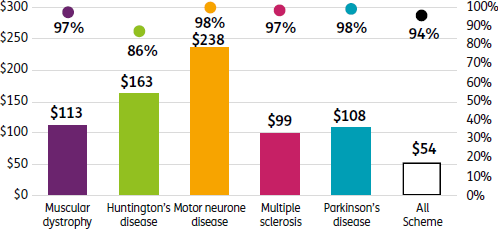 $300
$250
$200
$150
$100
$50
$0
100%
90%
80%
70%
60%
50%
40%
30%
20%
10%
0%
97%
86%
98%
97%
98%
94%
$113
$163
$238
$99
$108
$54
Muscular
dystrophy
Huntington's
disease
Motor neurone
disease
Multiple
sclerosis
Parkinson's
disease
All
Scheme